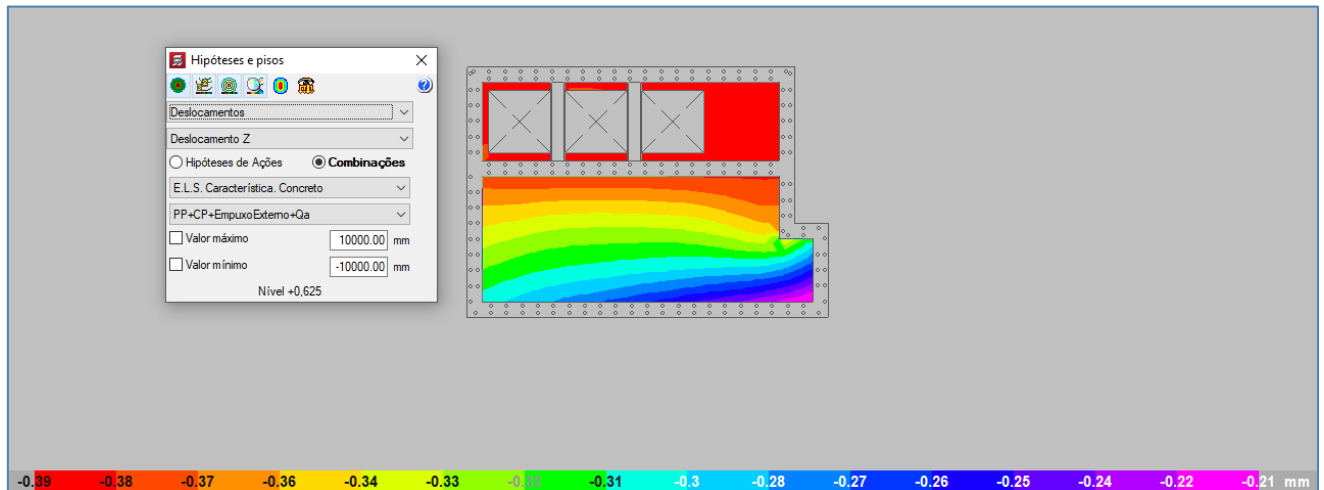 Hipóteses e pisos
Deslocamentos
Deslocamento Z
Hipóteses de Ações Combinações
E.L.S. Característica. Concreto
PP+CP+EmpuxoExterno+Qa
Valor máximo 10000.00 mm
Valor mínimo -10000.00 mm
Nível +0,625
-0.39 -0.38 -0.37 -0.36 -0.34 -0.33 -0.32 -0.31 -0.3 -0.28 -0.27 -0.26 -0.25 -0.24 -0.22 -0.21 mm